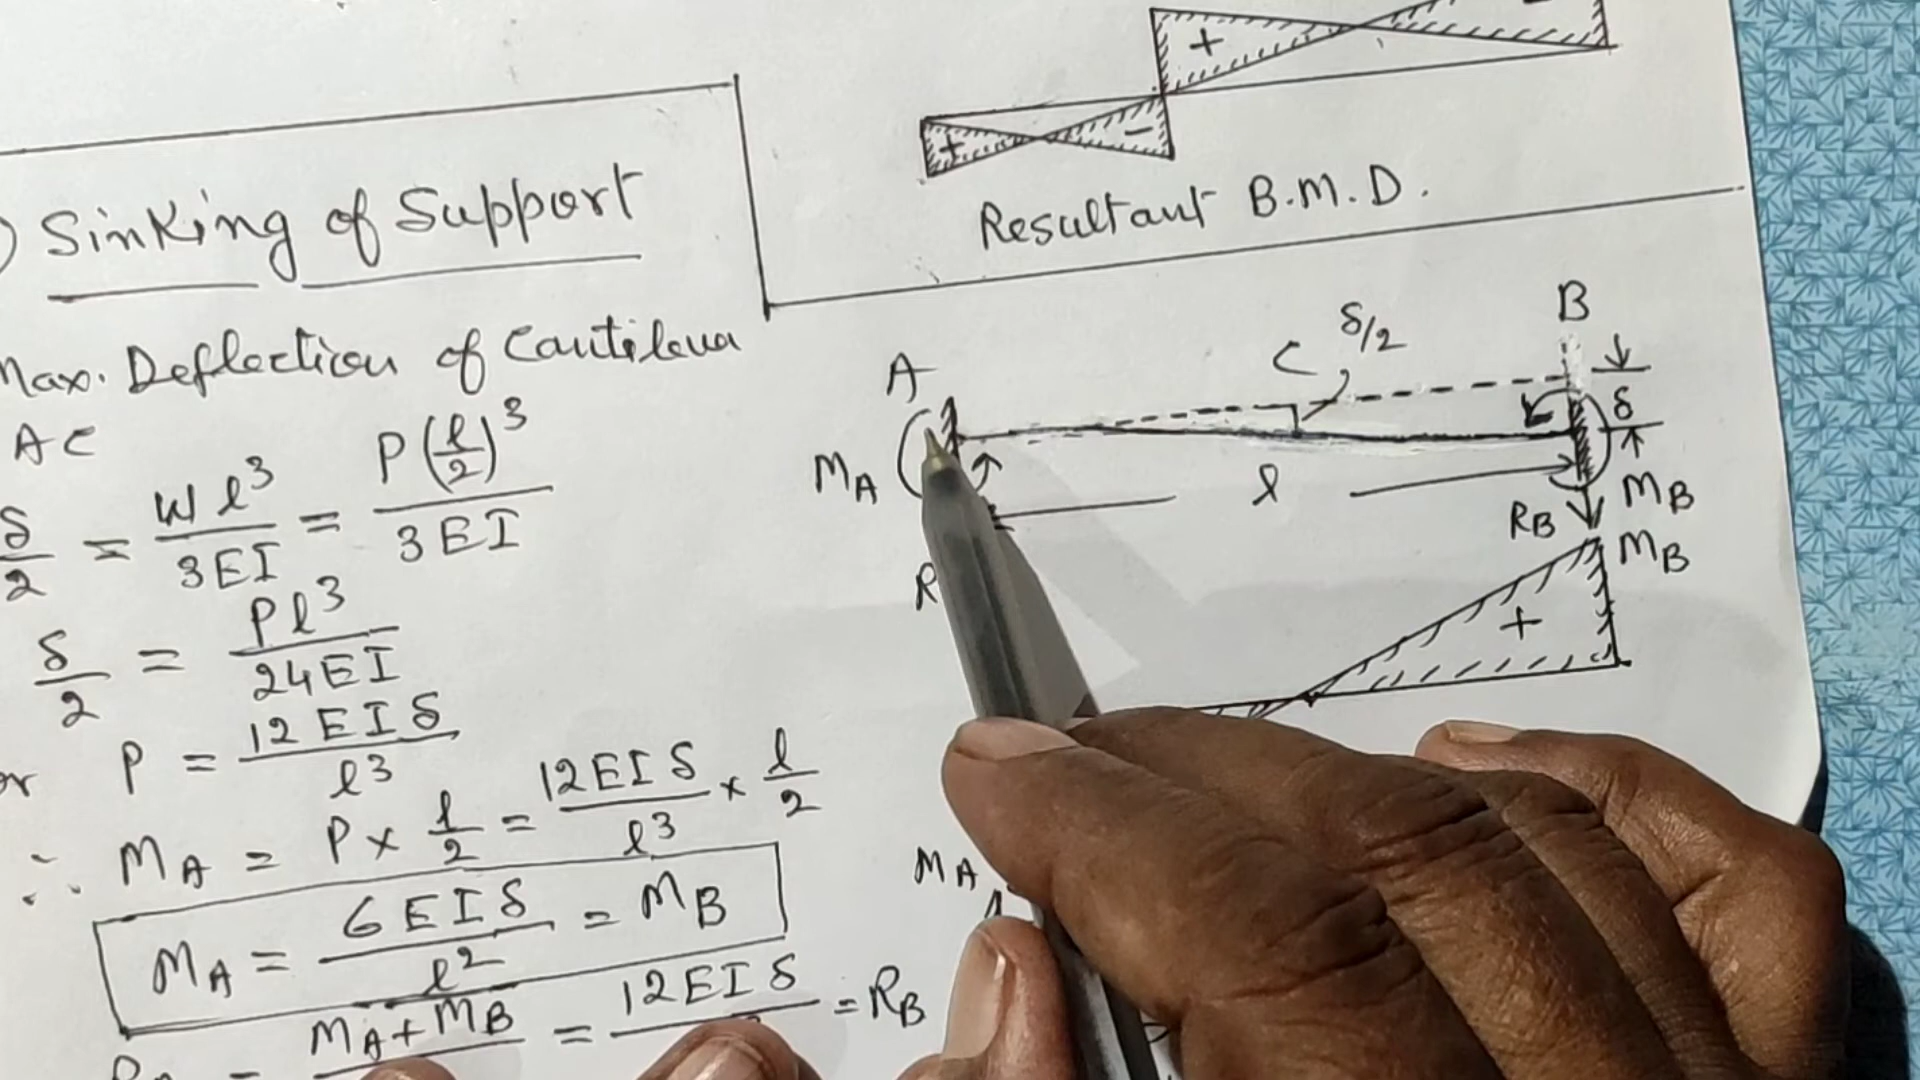 ) Sinking of Support
Max. Deflection of Cantileva
AC
δ/2 = Wl³/3EI = P(l/2)³/3EI
δ/2 = Pl³/24EI
or P = 12EIδ/l³
∴ MA = P × l/2 = 12EIδ/l³ × l/2
MA = 6EIδ/l² = MB
MA + MB = 12EIδ = RB
+
-
+
-
Resultant B.M.D.
A
C
δ/2
B
δ
MA
l
RB
MB
R
MB
+
MA